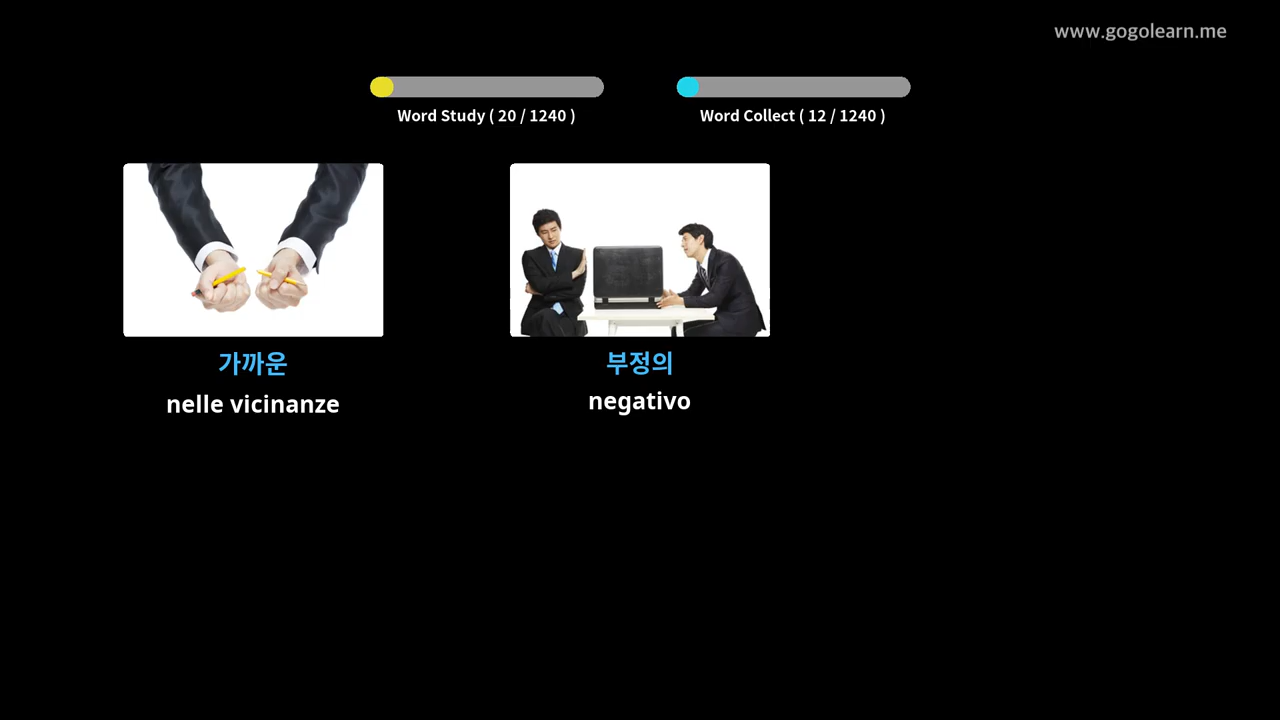 www.gogolearn.me
Word Study ( 20 / 1240 )
Word Collect ( 12 / 1240 )
가까운
nelle vicinanze
부정의
negativo